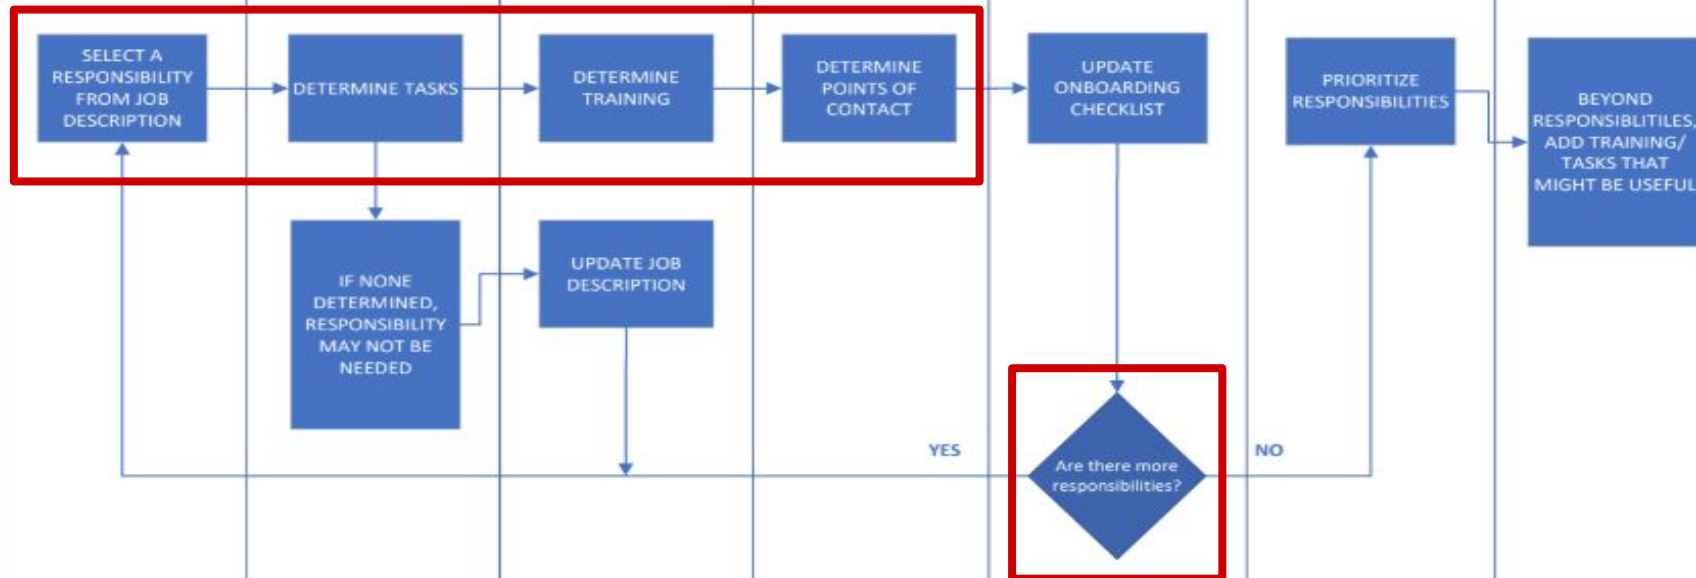 SELECT A
RESPONSIBILITY
FROM JOB
DESCRIPTION
DETERMINE TASKS
DETERMINE
TRAINING
DETERMINE
POINTS OF
CONTACT
UPDATE
ONBOARDING
CHECKLIST
PRIORITIZE
RESPONSIBILITIES
BEYOND
RESPONSIBLITILES,
ADD TRAINING/
TASKS THAT
MIGHT BE USEFUL
IF NONE
DETERMINED,
RESPONSIBILITY
MAY NOT BE
NEEDED
UPDATE JOB
DESCRIPTION
YES
Are there more
responsibilities?
NO